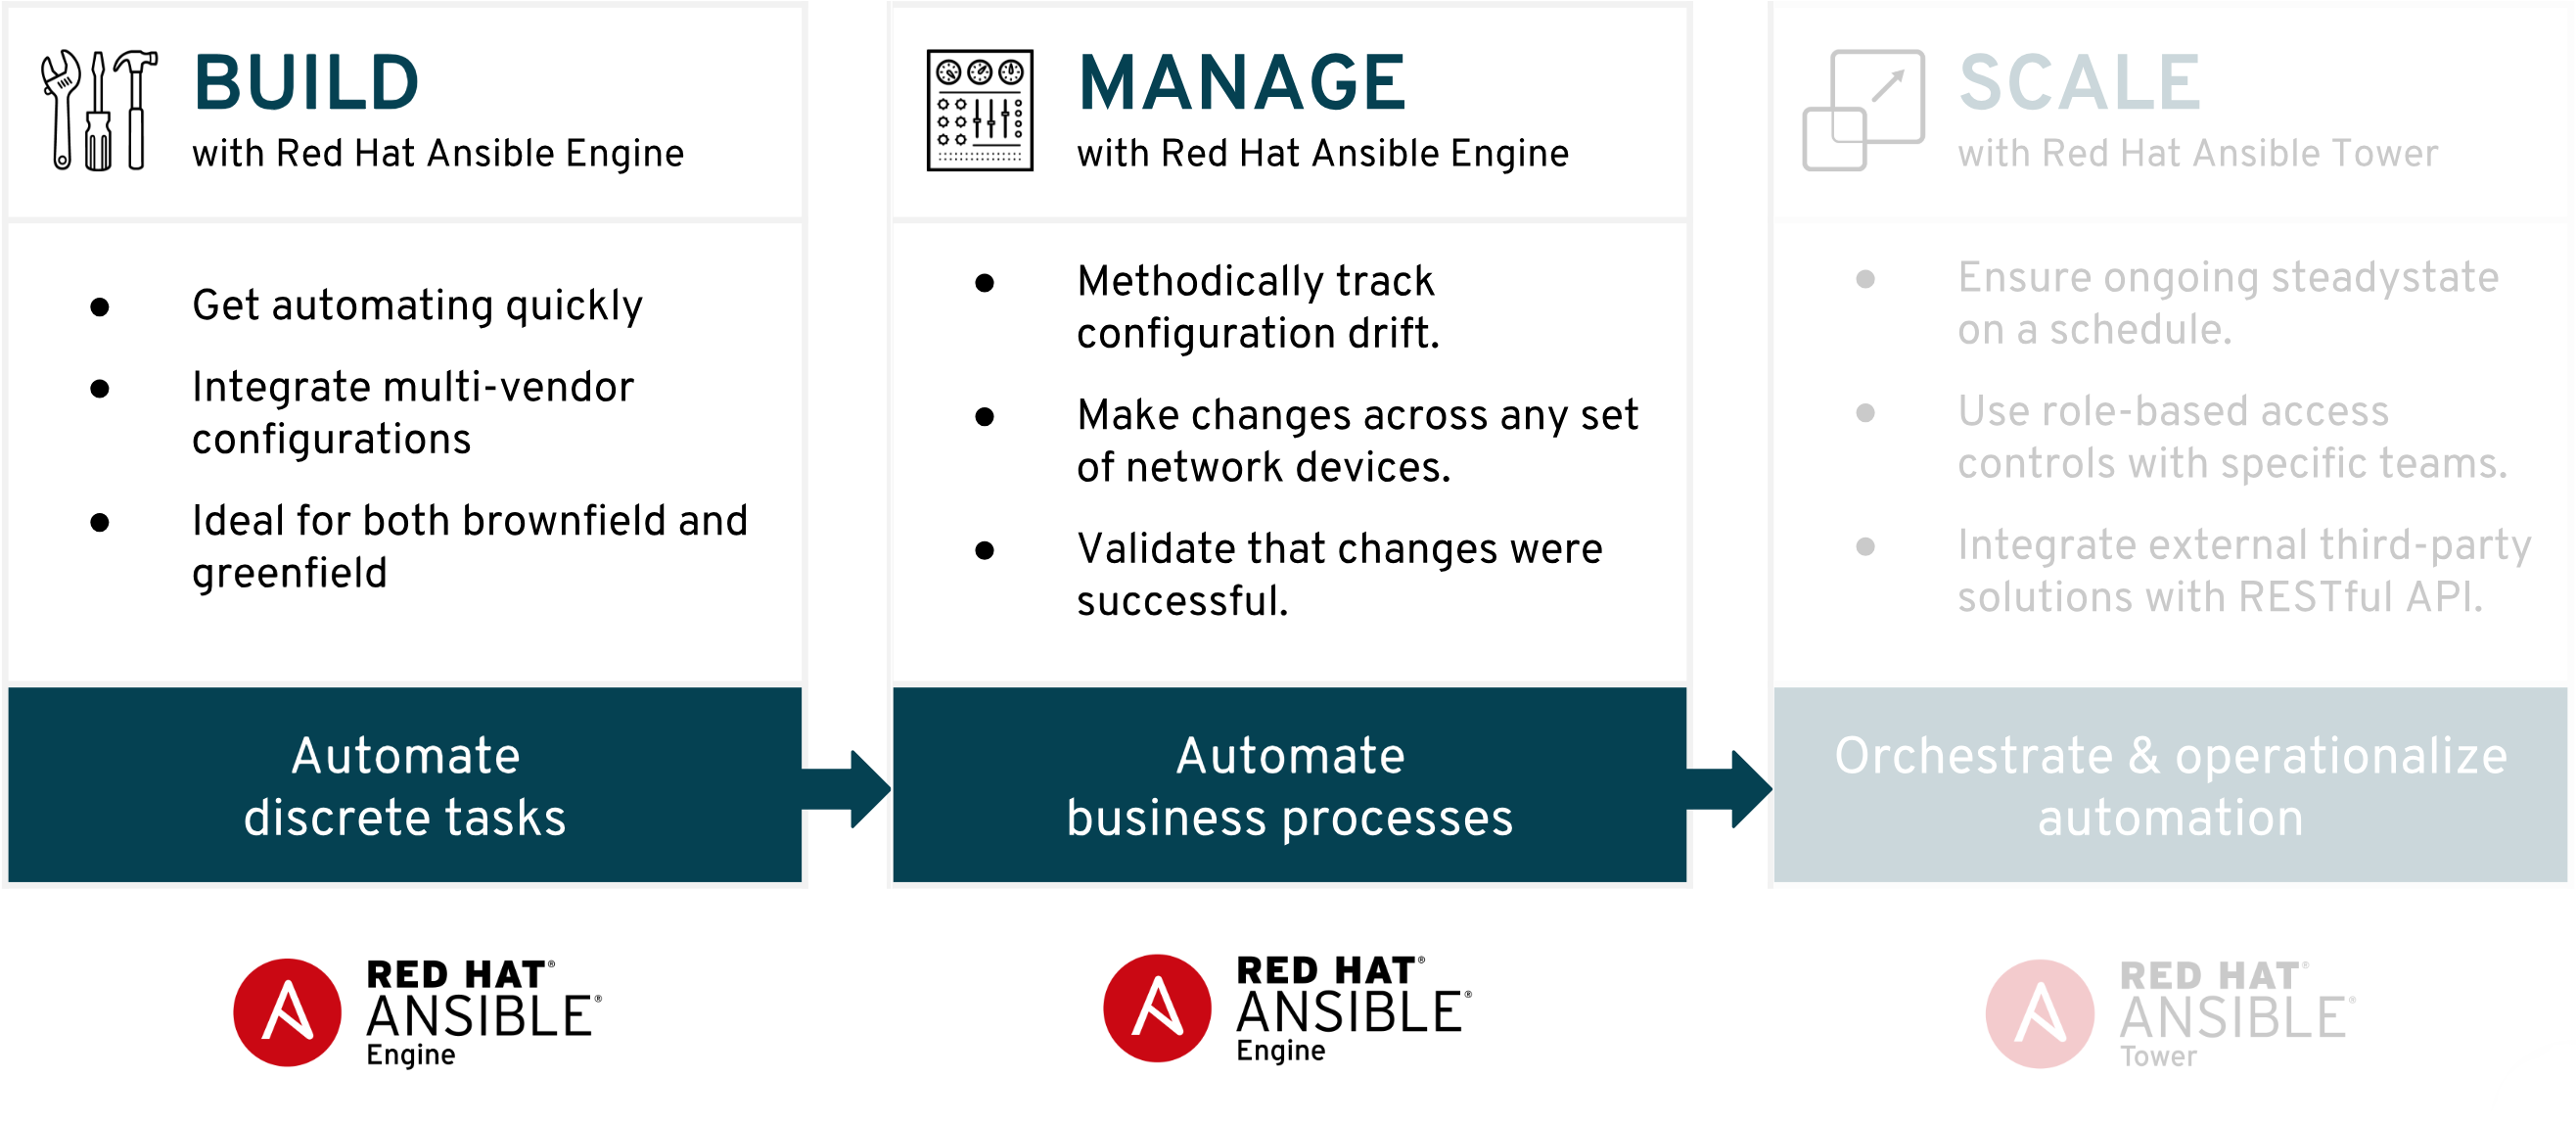 BUILD
with Red Hat Ansible Engine
● Get automating quickly
● Integrate multi-vendor
configurations
● Ideal for both brownfield and
greenfield
Automate
discrete tasks
RED HAT®
ANSIBLE®
Engine
MANAGE
with Red Hat Ansible Engine
● Methodically track
configuration drift.
● Make changes across any set
of network devices.
● Validate that changes were
successful.
Automate
business processes
RED HAT®
ANSIBLE®
Engine
SCALE
with Red Hat Ansible Tower
● Ensure ongoing steadystate
on a schedule.
● Use role-based access
controls with specific teams.
● Integrate external third-party
solutions with RESTful API.
Orchestrate & operationalize
automation
RED HAT®
ANSIBLE®
Tower